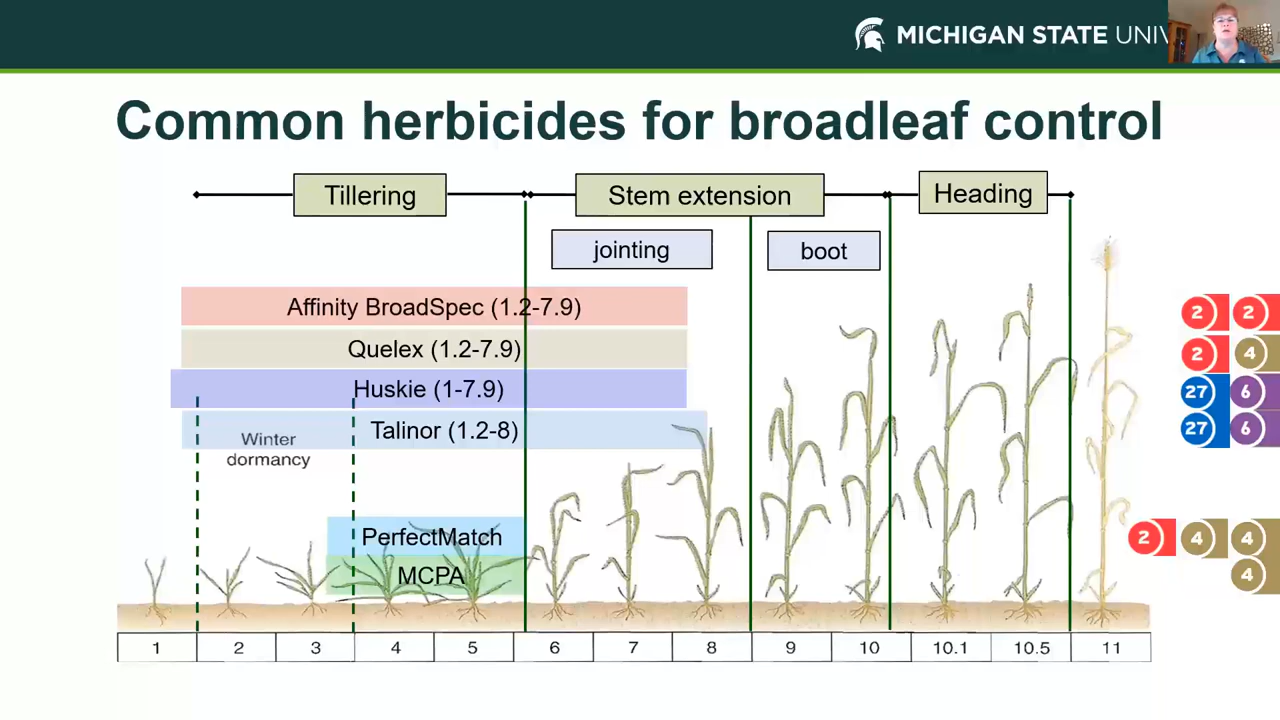 MICHIGAN STATE UNIV
Common herbicides for broadleaf control
Tillering
Stem extension
Heading
jointing
boot
Affinity BroadSpec (1.2-7.9)
2 2
Quelex (1.2-7.9)
2 4
Huskie (1-7.9)
27 6
Talinor (1.2-8)
27 6
Winter
dormancy
PerfectMatch
2 4 4
MCPA
4
1 2 3 4 5 6 7 8 9 10 10.1 10.5 11